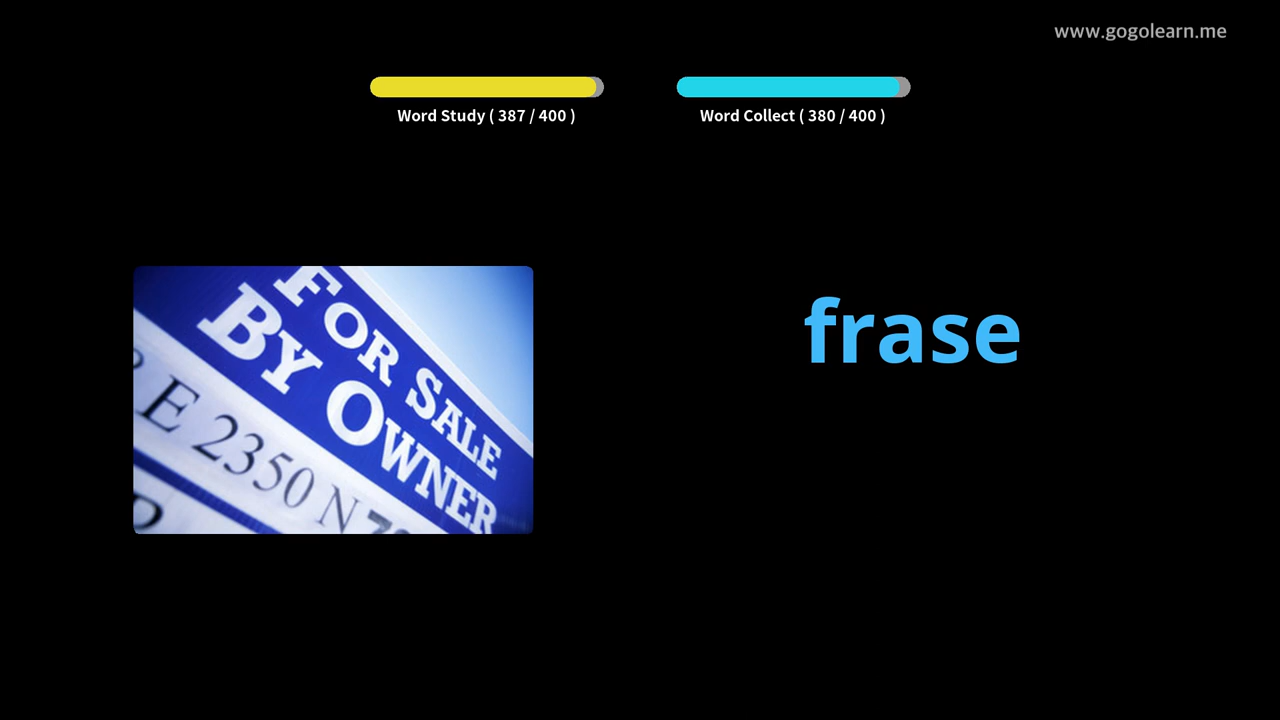 www.gogolearn.me
Word Study ( 387 / 400 )
Word Collect ( 380 / 400 )
FOR SALE
BY OWNER
E 2350 N
frase